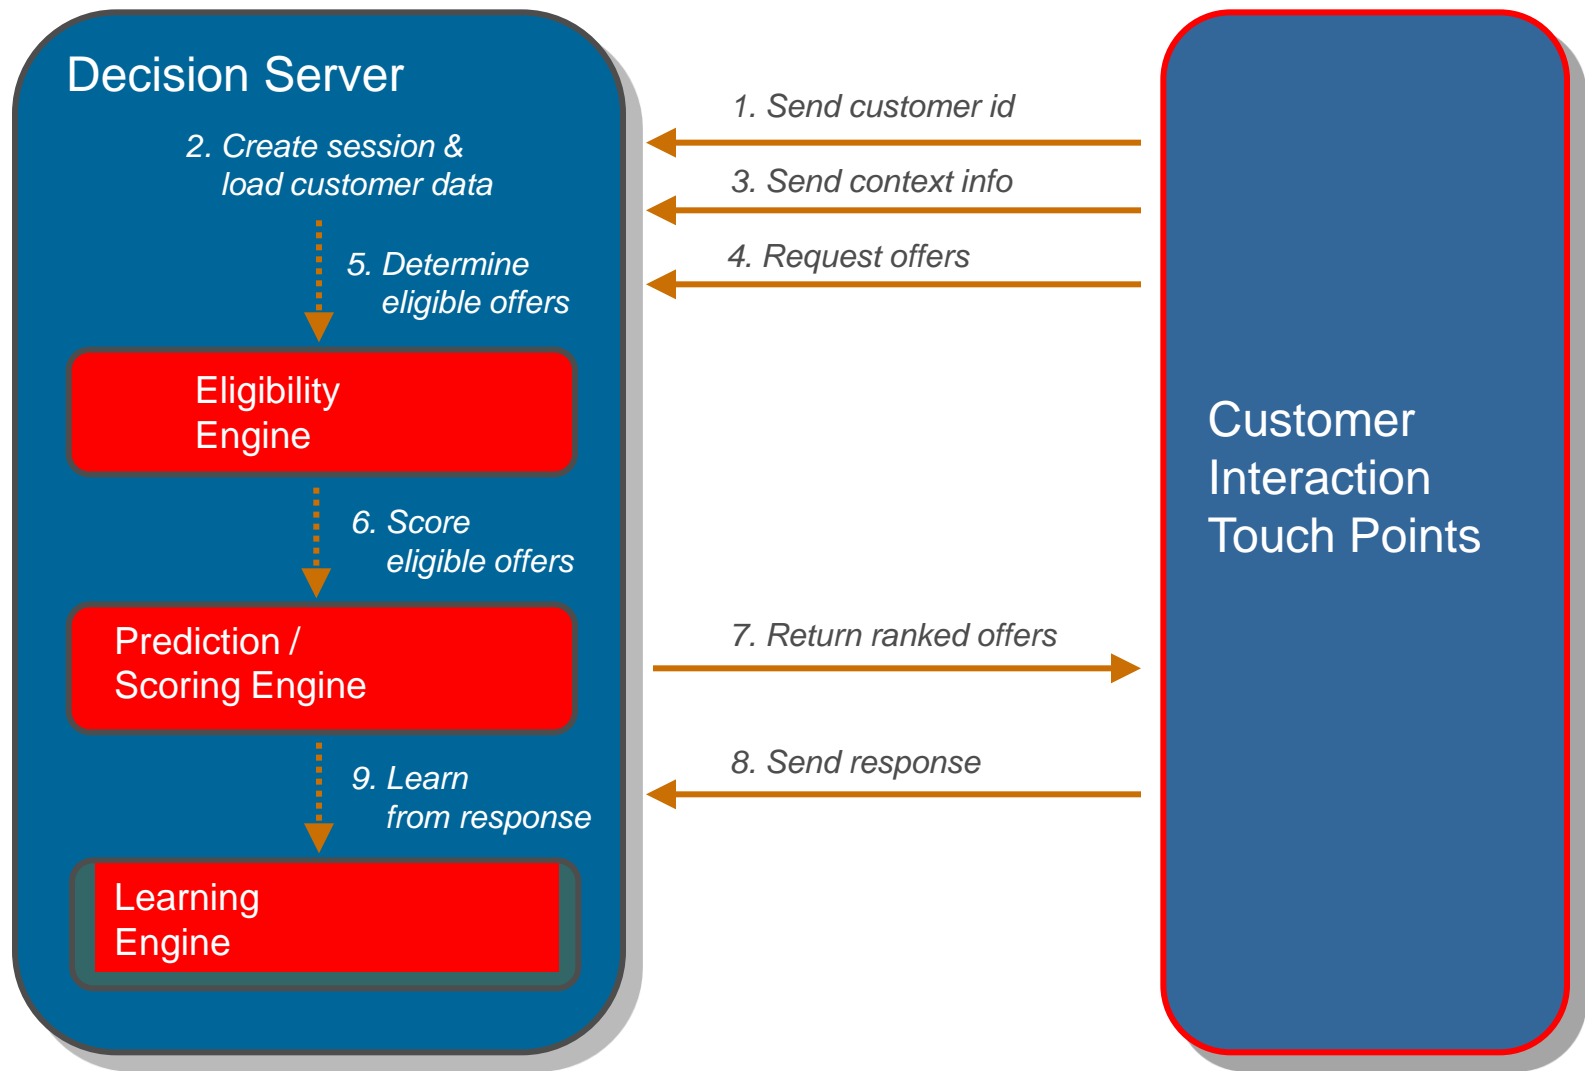 Decision Server
2. Create session &
load customer data
5. Determine
eligible offers
Eligibility
Engine
6. Score
eligible offers
Prediction /
Scoring Engine
9. Learn
from response
Learning
Engine
1. Send customer id
3. Send context info
4. Request offers
7. Return ranked offers
8. Send response
Customer
Interaction
Touch Points